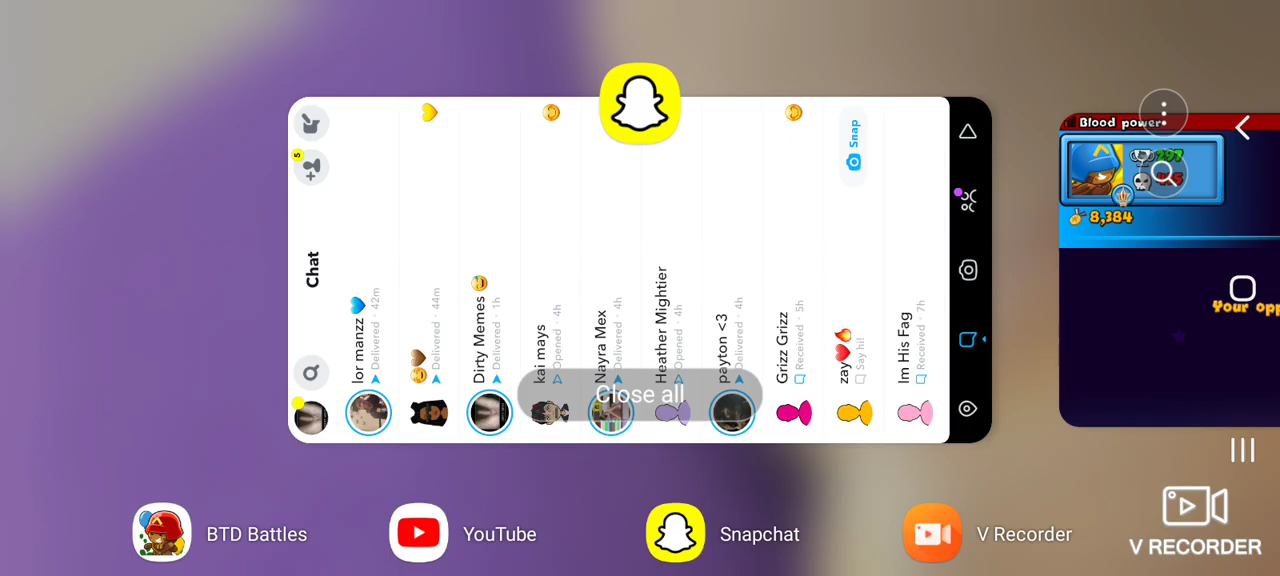 Chat
5
lor manzz 💙
Delivered · 42m
Delivered · 44m
Dirty Memes 😅
Delivered · 1h
kai mays
Opened · 4h
Nayra Mex
Delivered · 4h
Heather Mightier
Opened · 4h
payton <3
Delivered · 4h
Grizz Grizz
Received · 5h
zay❤️🔥
Say hi!
Snap
Im His Fag
Received · 7h
Close all
Blood power
8,384
Your opp
BTD Battles
YouTube
Snapchat
V Recorder
V RECORDER